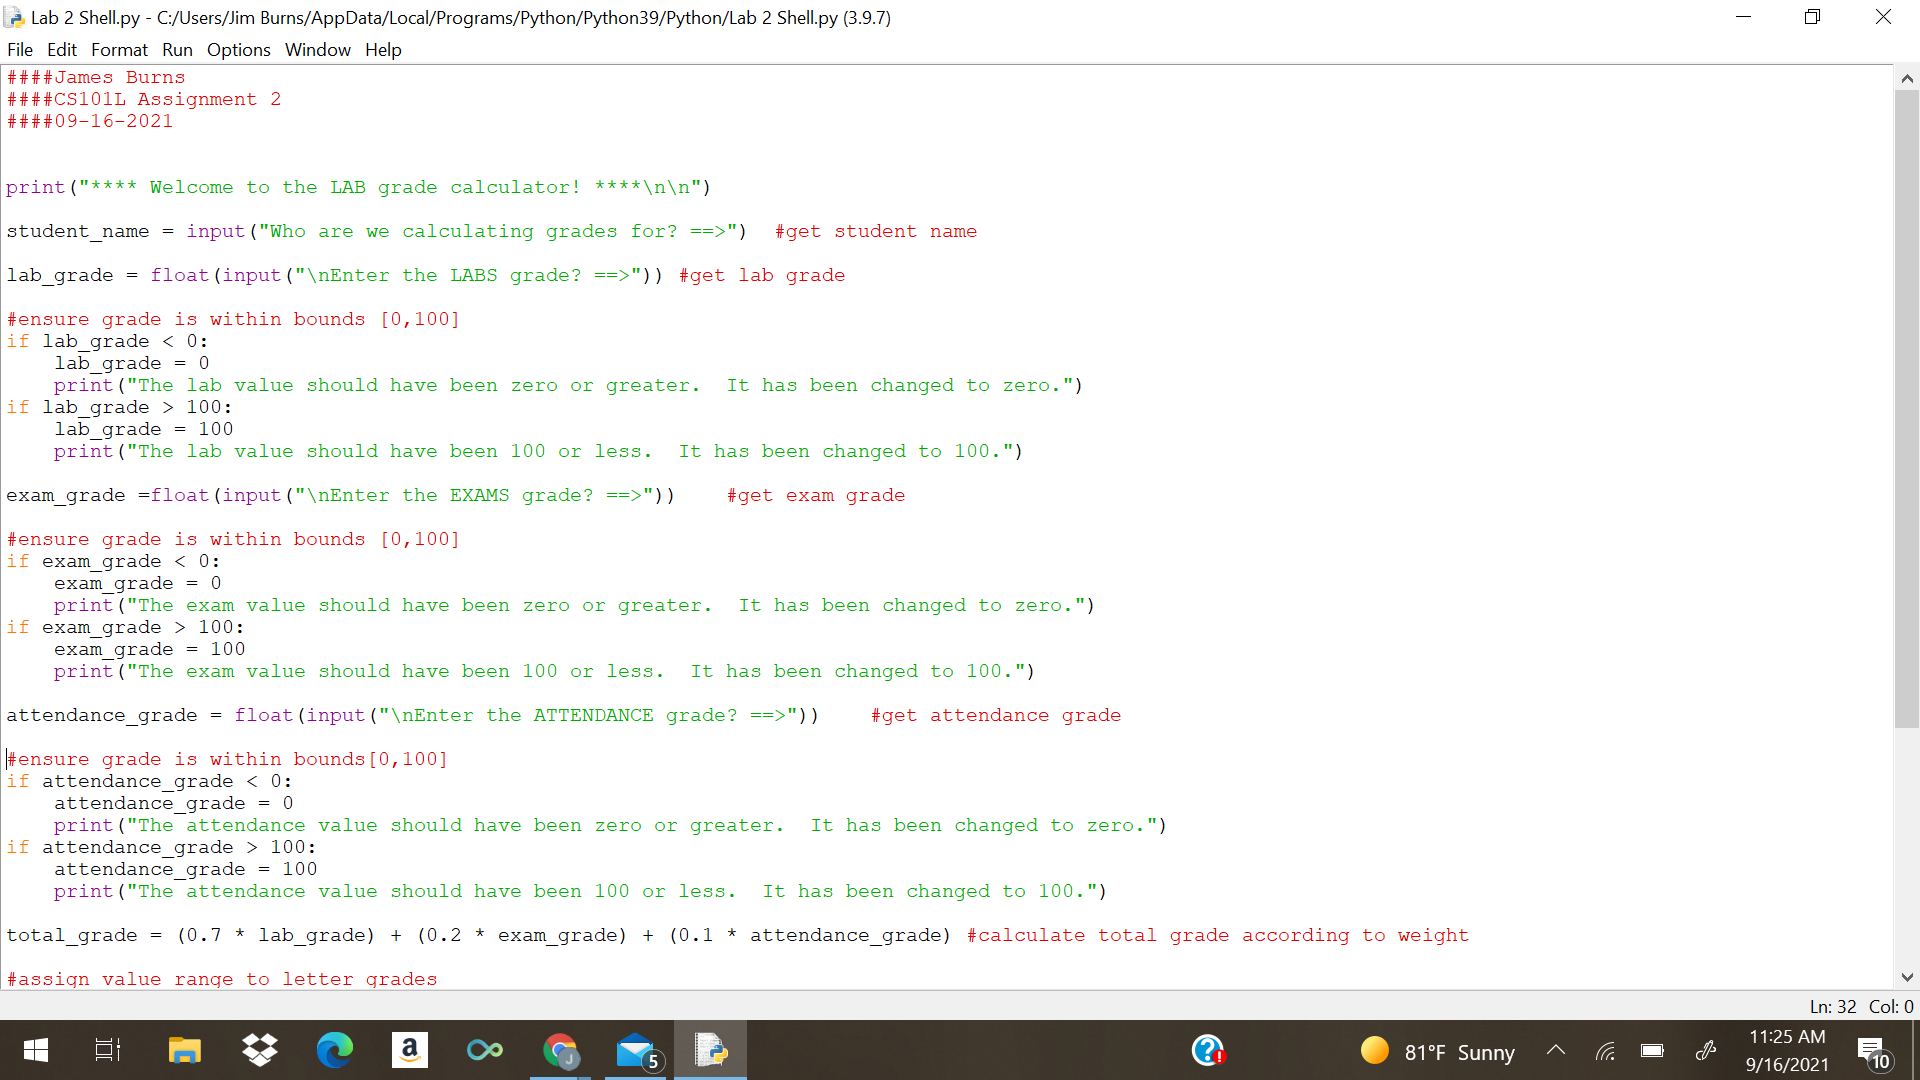 Lab 2 Shell.py - C:/Users/Jim Burns/AppData/Local/Programs/Python/Python39/Python/Lab 2 Shell.py (3.9.7)
File Edit Format Run Options Window Help
####James Burns
####CS101L Assignment 2
####09-16-2021
print("**** Welcome to the LAB grade calculator! ****\n\n")
student_name = input("Who are we calculating grades for? ==>")  #get student name
lab_grade = float(input("\nEnter the LABS grade? ==>")) #get lab grade
#ensure grade is within bounds [0,100]
if lab_grade < 0:
    lab_grade = 0
    print("The lab value should have been zero or greater.  It has been changed to zero.")
if lab_grade > 100:
    lab_grade = 100
    print("The lab value should have been 100 or less.  It has been changed to 100.")
exam_grade =float(input("\nEnter the EXAMS grade? ==>"))    #get exam grade
#ensure grade is within bounds [0,100]
if exam_grade < 0:
    exam_grade = 0
    print("The exam value should have been zero or greater.  It has been changed to zero.")
if exam_grade > 100:
    exam_grade = 100
    print("The exam value should have been 100 or less.  It has been changed to 100.")
attendance_grade = float(input("\nEnter the ATTENDANCE grade? ==>"))    #get attendance grade
#ensure grade is within bounds[0,100]
if attendance_grade < 0:
    attendance_grade = 0
    print("The attendance value should have been zero or greater.  It has been changed to zero.")
if attendance_grade > 100:
    attendance_grade = 100
    print("The attendance value should have been 100 or less.  It has been changed to 100.")
total_grade = (0.7 * lab_grade) + (0.2 * exam_grade) + (0.1 * attendance_grade) #calculate total grade according to weight
#assign value range to letter grades
Ln: 32 Col: 0
a
J
5
81°F Sunny
11:25 AM
9/16/2021
10